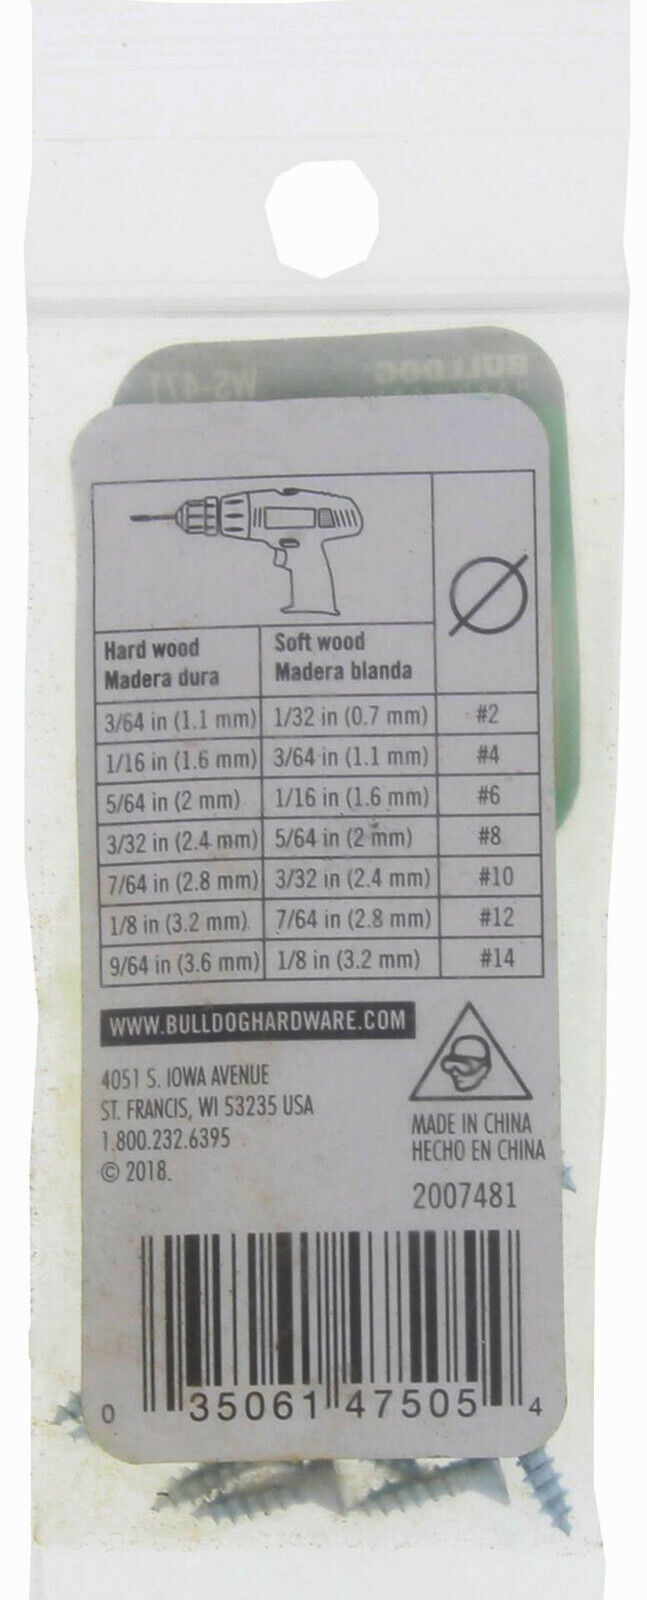 BULLDOG
WS-471
Hard wood
Madera dura
Soft wood
Madera blanda
3/64 in (1.1 mm) 1/32 in (0.7 mm) #2
1/16 in (1.6 mm) 3/64 in (1.1 mm) #4
5/64 in (2 mm) 1/16 in (1.6 mm) #6
3/32 in (2.4 mm) 5/64 in (2 mm) #8
7/64 in (2.8 mm) 3/32 in (2.4 mm) #10
1/8 in (3.2 mm) 7/64 in (2.8 mm) #12
9/64 in (3.6 mm) 1/8 in (3.2 mm) #14
WWW.BULLDOGHARDWARE.COM
4051 S. IOWA AVENUE
ST. FRANCIS, WI 53235 USA
1.800.232.6395
© 2018.
MADE IN CHINA
HECHO EN CHINA
2007481
0 35061 47505 4